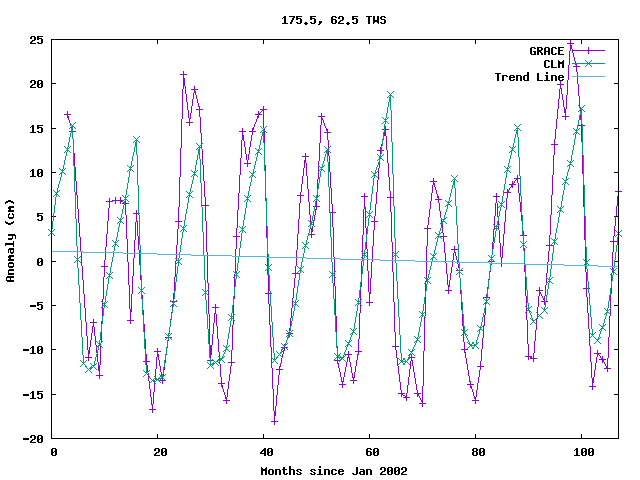 175.5, 62.5 TWS
GRACE
CLM
Trend Line
Anomaly (cm)
25
20
15
10
5
0
-5
-10
-15
-20
0 20 40 60 80 100
Months since Jan 2002